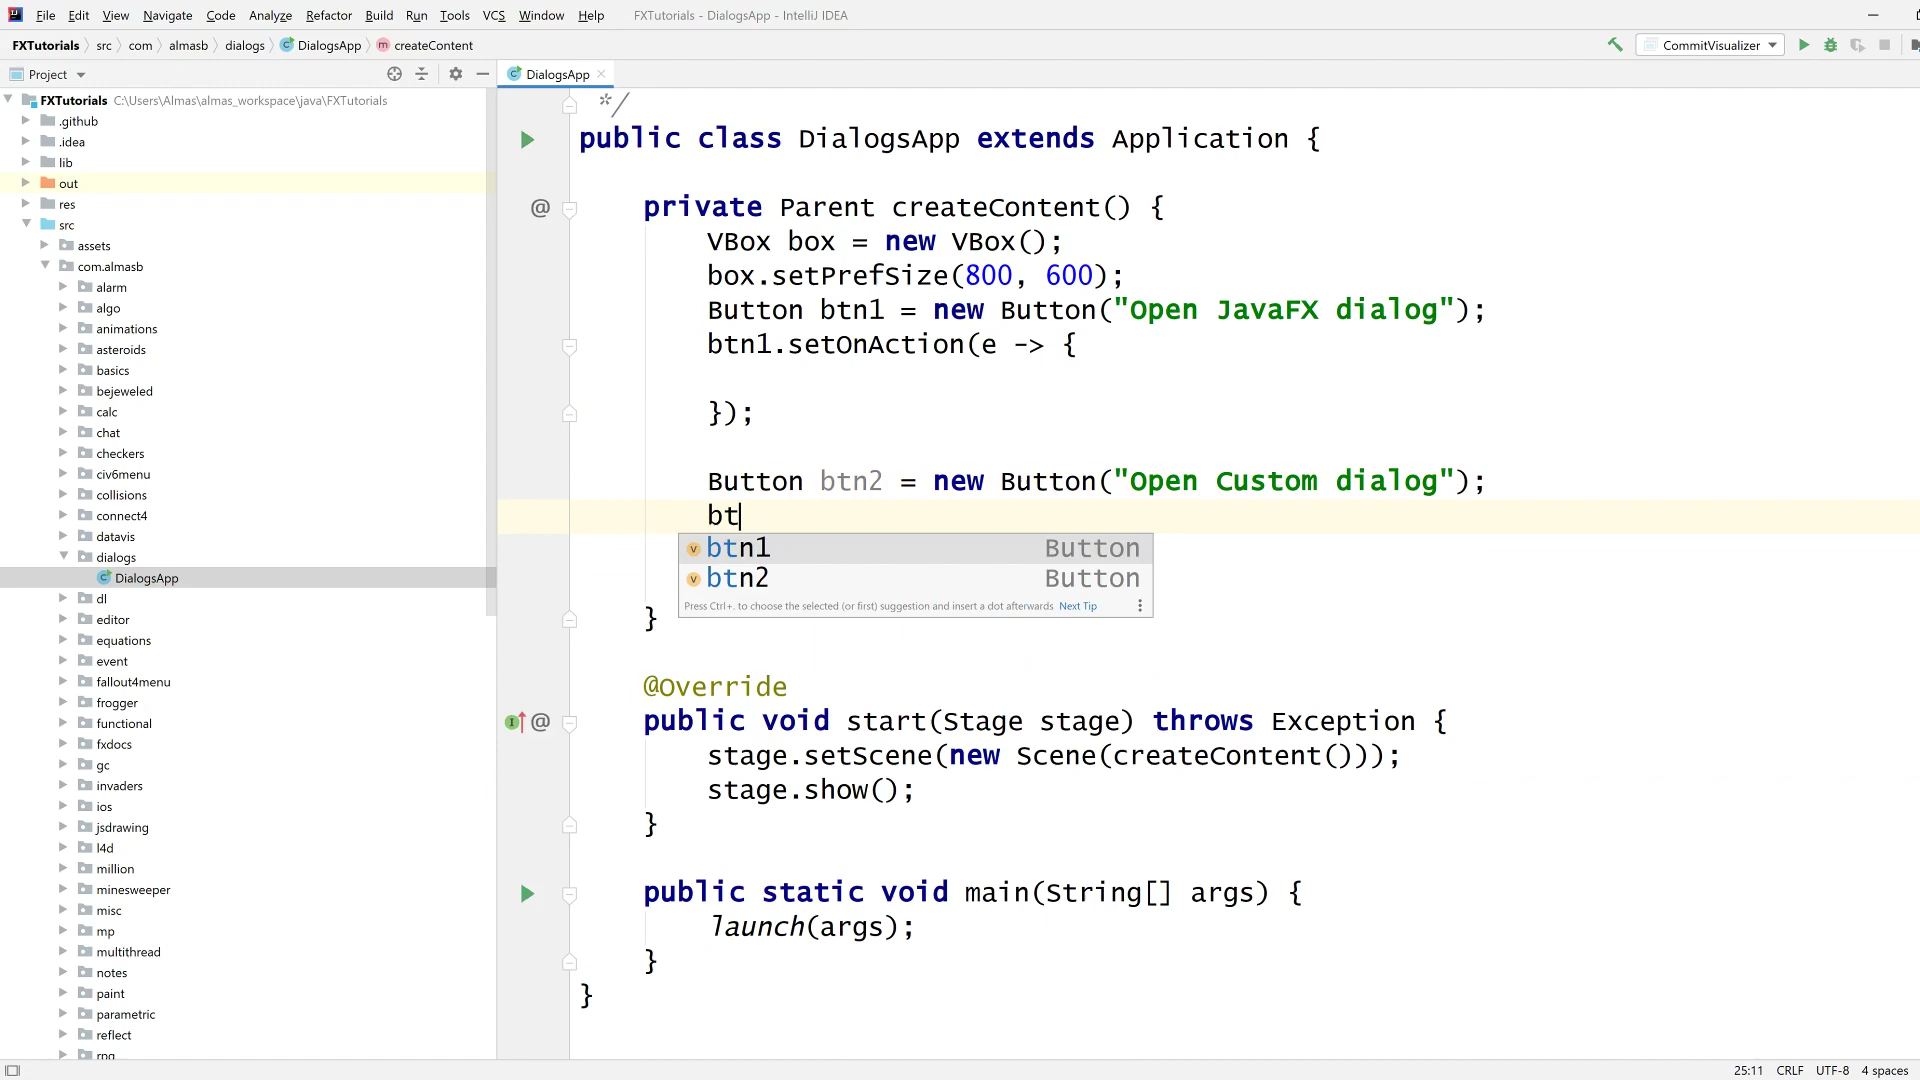 File Edit View Navigate Code Analyze Refactor Build Run Tools VCS Window Help FXTutorials - DialogsApp - IntelliJ IDEA
FXTutorials src com almasb dialogs DialogsApp createContent CommitVisualizer
Project
DialogsApp
FXTutorials C:\Users\Almas\almas_workspace\java\FXTutorials
.github
.idea
lib
out
res
src
assets
com.almasb
alarm
algo
animations
asteroids
basics
bejeweled
calc
chat
checkers
civ6menu
collisions
connect4
datavis
dialogs
DialogsApp
dl
editor
equations
event
fallout4menu
frogger
functional
fxdocs
gc
invaders
ios
jsdrawing
l4d
million
minesweeper
misc
mp
multithread
notes
paint
parametric
reflect
rpg
*/
public class DialogsApp extends Application {
private Parent createContent() {
VBox box = new VBox();
box.setPrefSize(800, 600);
Button btn1 = new Button("Open JavaFX dialog");
btn1.setOnAction(e -> {
});
Button btn2 = new Button("Open Custom dialog");
bt
btn1 Button
btn2 Button
Press Ctrl+. to choose the selected (or first) suggestion and insert a dot afterwards Next Tip
}
@Override
public void start(Stage stage) throws Exception {
stage.setScene(new Scene(createContent()));
stage.show();
}
public static void main(String[] args) {
launch(args);
}
}
25:11 CRLF UTF-8 4 spaces